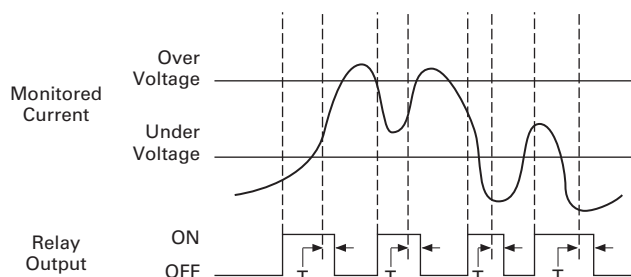 Over
Voltage
Monitored
Current
Under
Voltage
Relay
Output
ON
OFF
T
T
T
T